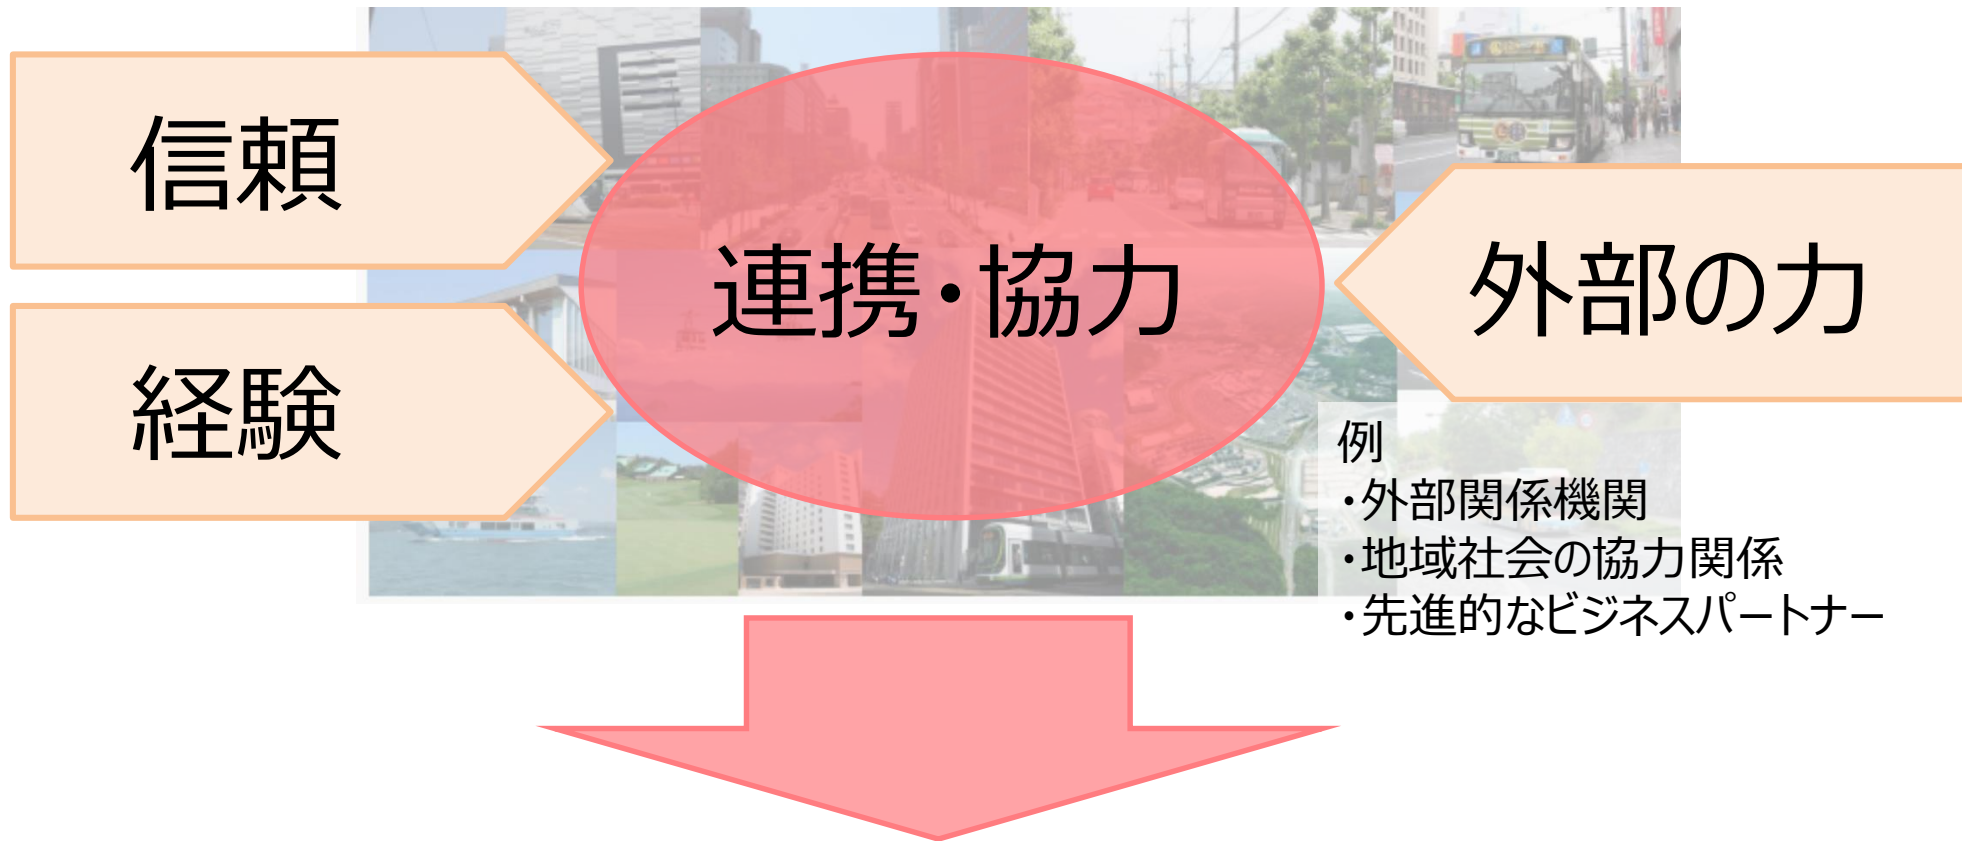 信頼
経験
連携・協力
外部の力
例
・外部関係機関
・地域社会の協力関係
・先進的なビジネスパートナー